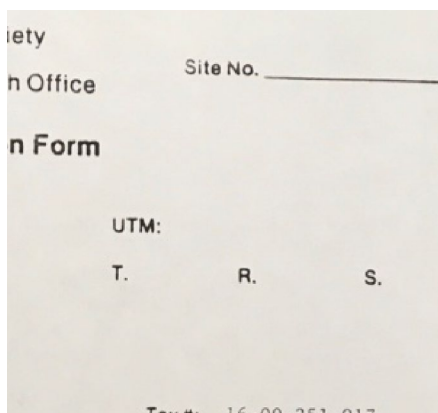 iety
Site No.
h Office
n Form
UTM:
T. R. S.